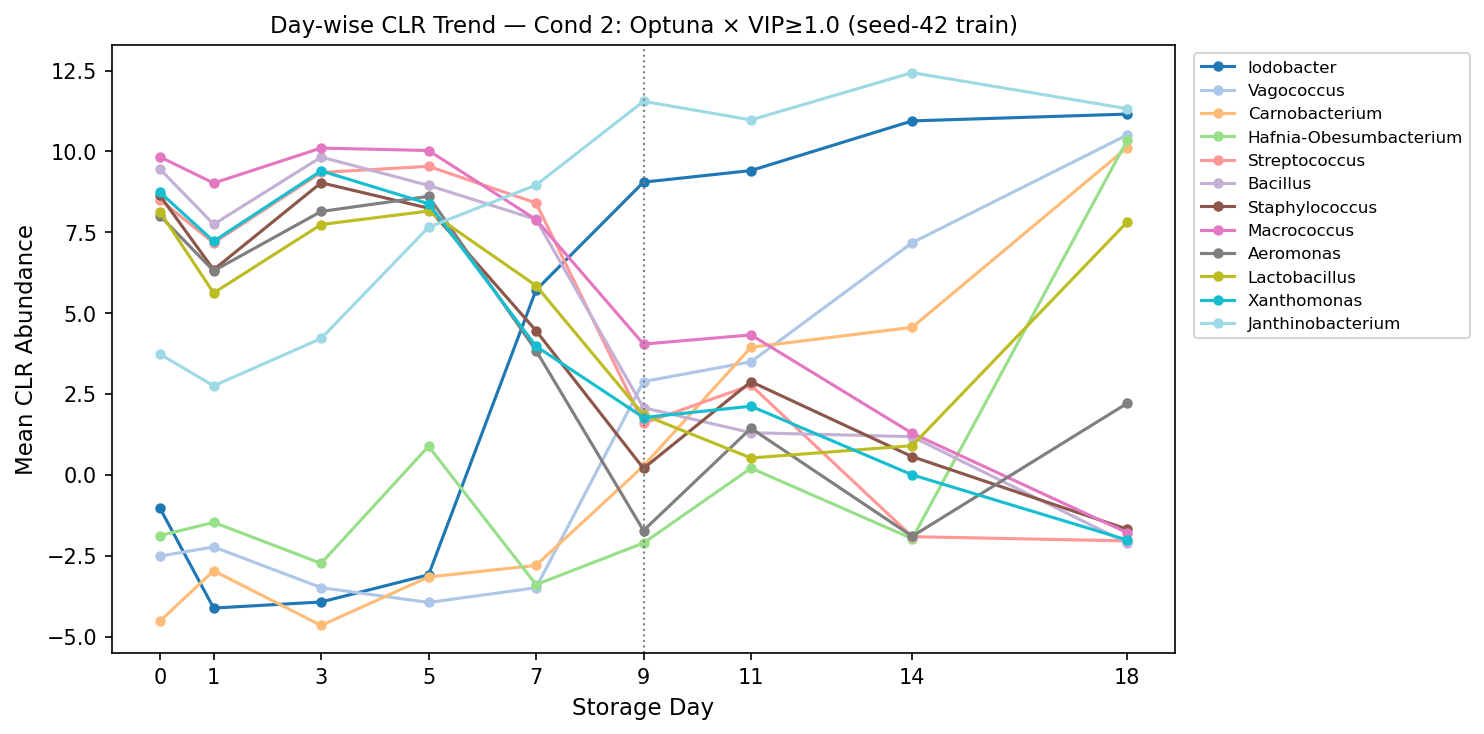 Day-wise CLR Trend — Cond 2: Optuna × VIP≥1.0 (seed-42 train)
Mean CLR Abundance
12.5
10.0
7.5
5.0
2.5
0.0
−2.5
−5.0
0 1 3 5 7 9 11 14 18
Storage Day
Iodobacter
Vagococcus
Carnobacterium
Hafnia-Obesumbacterium
Streptococcus
Bacillus
Staphylococcus
Macrococcus
Aeromonas
Lactobacillus
Xanthomonas
Janthinobacterium